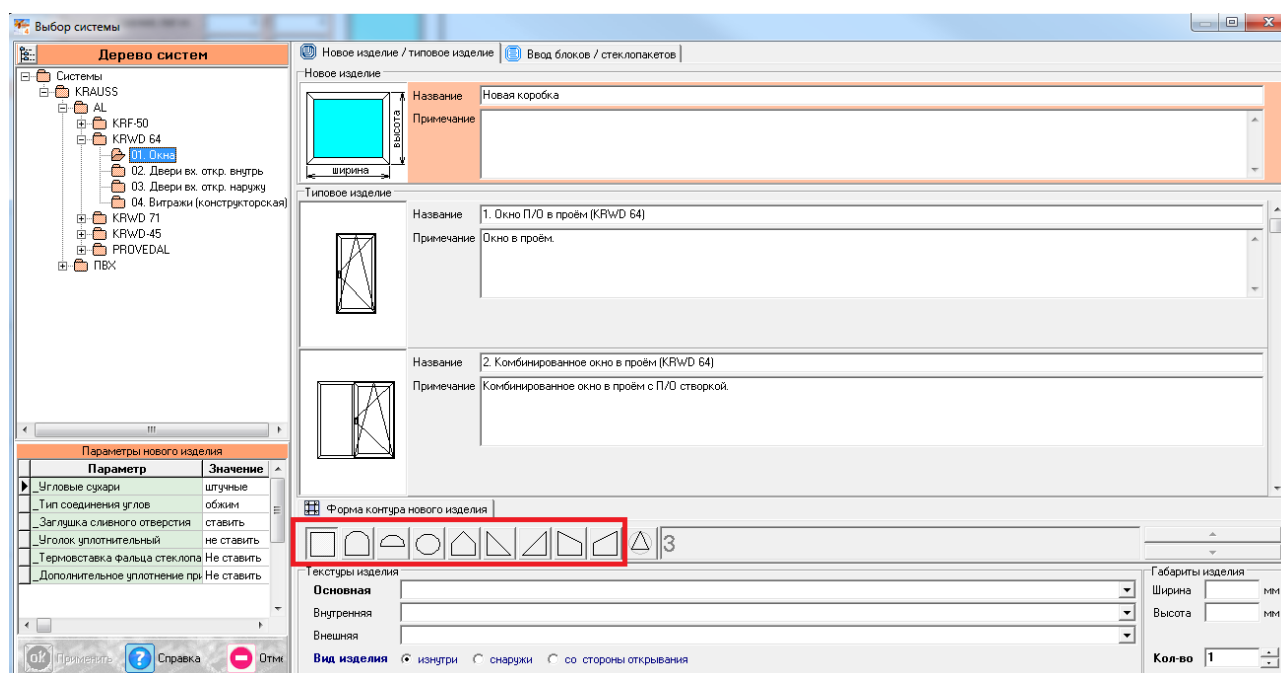 Выбор системы
Дерево систем
Системы
KRAUSS
AL
KRF-50
KRWD 64
01. Окна
02. Двери вх. откр. внутрь
03. Двери вх. откр. наружу
04. Витражи (конструкторская)
KRWD 71
KRWD-45
PROVEDAL
ПВХ
Параметры нового изделия
Параметр Значение
_Угловые сухари штучные
_Тип соединения углов обжим
_Заглушка сливного отверстия ставить
_Уголок уплотнительный не ставить
_Термовставка фальца стеклопа Не ставить
_Дополнительное уплотнение при Не ставить
ok Применить ? Справка Отме
Новое изделие / типовое изделие Ввод блоков / стеклопакетов
Новое изделие
высота
ширина
Название Новая коробка
Примечание
Типовое изделие
Название 1. Окно П/О в проём (KRWD 64)
Примечание Окно в проём.
Название 2. Комбинированное окно в проём (KRWD 64)
Примечание Комбинированное окно в проём с П/О створкой.
Форма контура нового изделия
3
Текстуры изделия
Основная
Внутренняя
Внешняя
Вид изделия изнутри снаружи со стороны открывания
Габариты изделия
Ширина мм
Высота мм
Кол-во 1